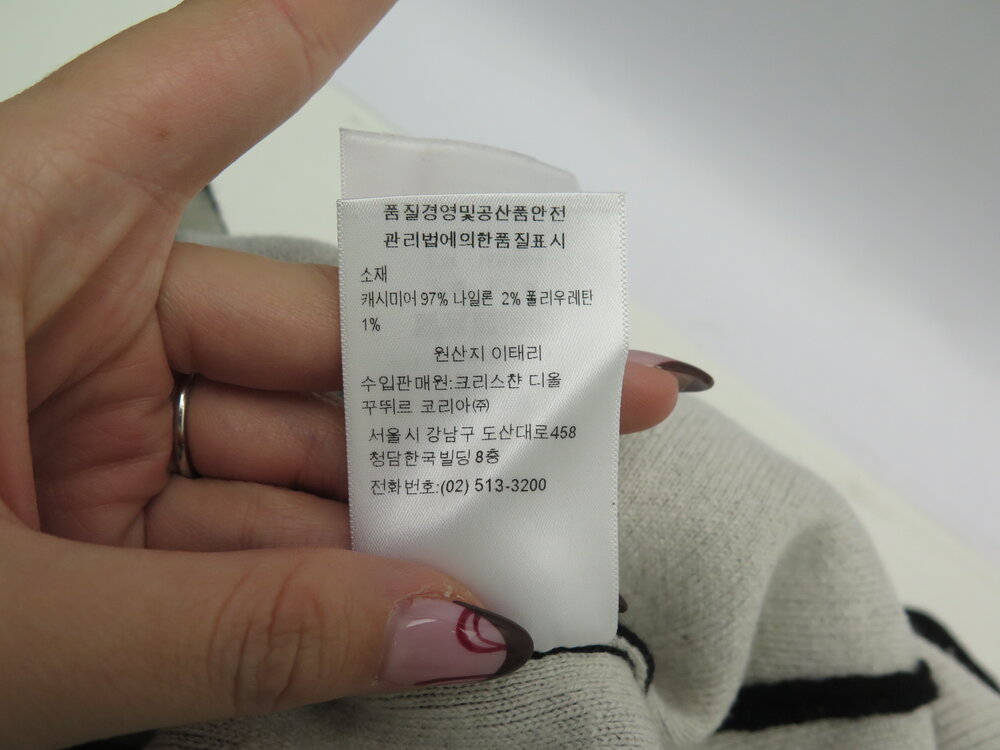 품질경영및공산품안전
관리법에의한품질표시
소재
캐시미어 97% 나일론 2% 폴리우레탄
1%
원산지 이태리
수입판매원:크리스챤 디올
꾸뛰르 코리아㈜
서울시 강남구 도산대로458
청담한국빌딩 8층
전화번호:(02) 513-3200